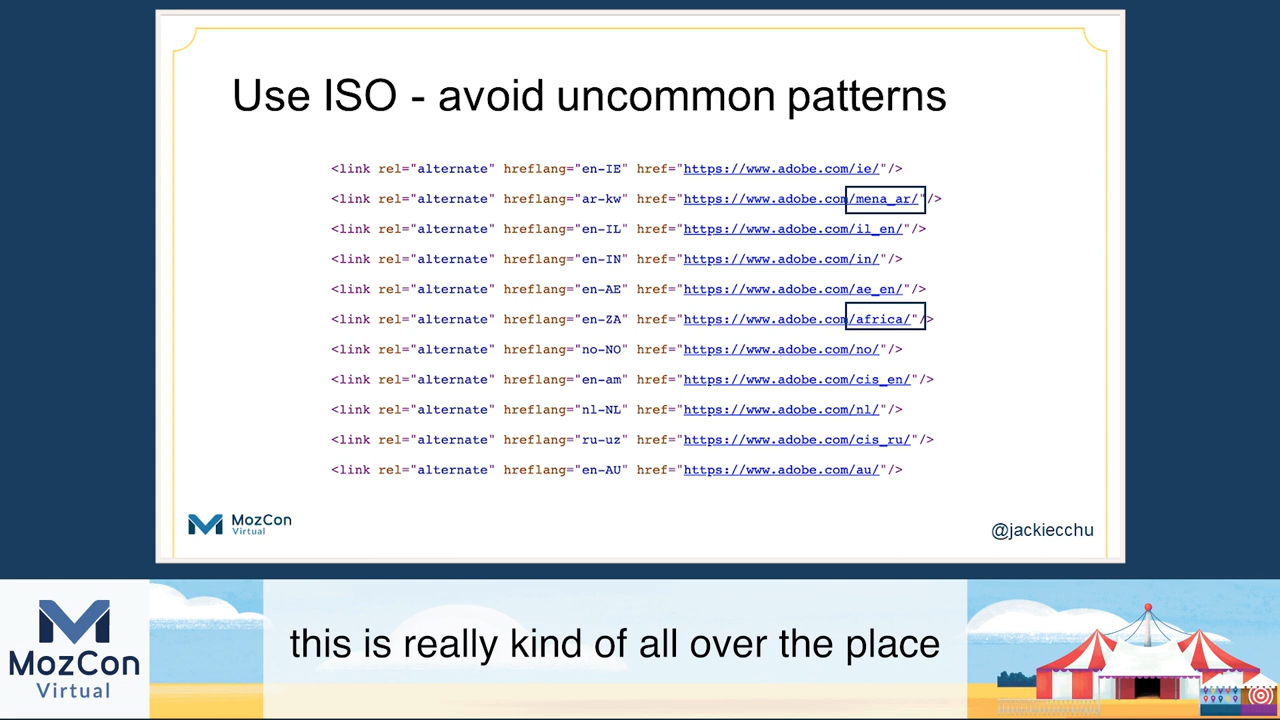 Use ISO - avoid uncommon patterns
<link rel="alternate" hreflang="en-IE" href="https://www.adobe.com/ie/"/>
<link rel="alternate" hreflang="ar-kw" href="https://www.adobe.com/mena_ar/"/>
<link rel="alternate" hreflang="en-IL" href="https://www.adobe.com/il_en/"/>
<link rel="alternate" hreflang="en-IN" href="https://www.adobe.com/in/"/>
<link rel="alternate" hreflang="en-AE" href="https://www.adobe.com/ae_en/"/>
<link rel="alternate" hreflang="en-ZA" href="https://www.adobe.com/africa/"/>
<link rel="alternate" hreflang="no-NO" href="https://www.adobe.com/no/"/>
<link rel="alternate" hreflang="en-am" href="https://www.adobe.com/cis_en/"/>
<link rel="alternate" hreflang="nl-NL" href="https://www.adobe.com/nl/"/>
<link rel="alternate" hreflang="ru-uz" href="https://www.adobe.com/cis_ru/"/>
<link rel="alternate" hreflang="en-AU" href="https://www.adobe.com/au/"/>
MozCon
Virtual
@jackiecchu
this is really kind of all over the place
MozCon
Virtual